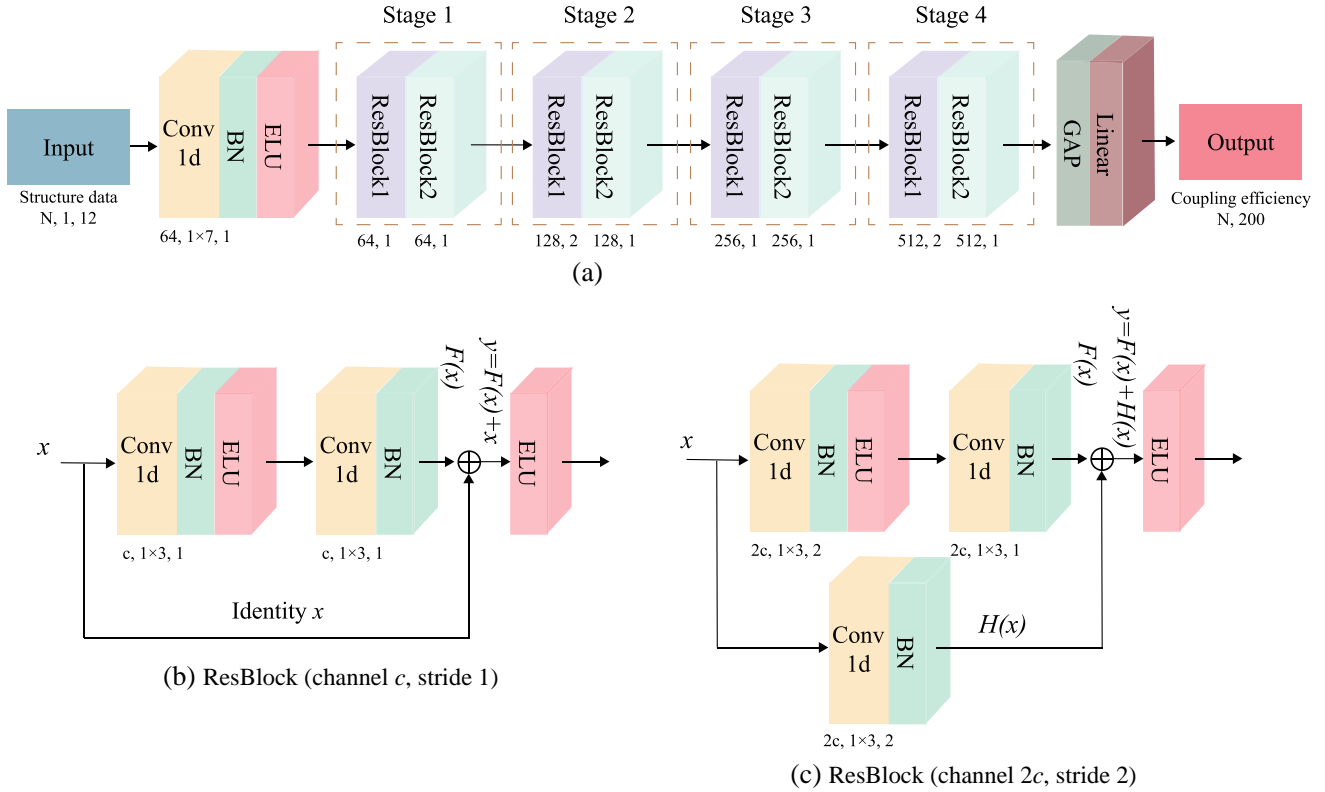 Stage 1
Stage 2
Stage 3
Stage 4
Input
Structure data
N, 1, 12
Conv
1d
BN
ELU
64, 1×7, 1
ResBlock1
ResBlock2
64, 1
64, 1
ResBlock1
ResBlock2
128, 2
128, 1
ResBlock1
ResBlock2
256, 1
256, 1
ResBlock1
ResBlock2
512, 2
512, 1
GAP
Linear
Output
Coupling efficiency
N, 200
(a)
x
Conv
1d
BN
ELU
c, 1×3, 1
Conv
1d
BN
c, 1×3, 1
F(x)
y=F(x)+x
ELU
Identity x
(b) ResBlock (channel c, stride 1)
x
Conv
1d
BN
ELU
2c, 1×3, 2
Conv
1d
BN
2c, 1×3, 1
F(x)
y=F(x)+H(x)
ELU
Conv
1d
BN
H(x)
2c, 1×3, 2
(c) ResBlock (channel 2c, stride 2)